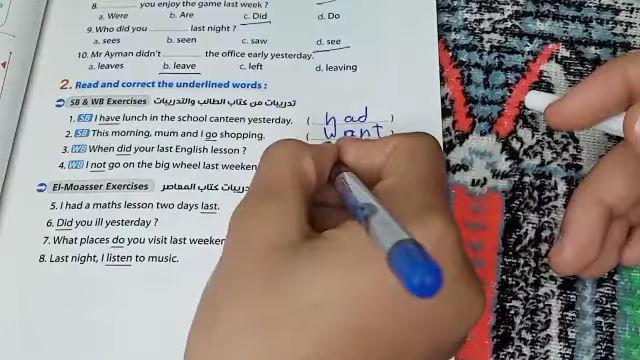 8. ______ you enjoy the game last week ?
a. Were b. Are c. Did d. Do
9. Who did you ______ last night ?
a. sees b. seen c. saw d. see
10. Mr Ayman didn't ______ the office early yesterday.
a. leaves b. leave c. left d. leaving
2. Read and correct the underlined words :
SB & WB Exercises تدريبات من كتاب الطالب والتدريبات
1. SB I have lunch in the school canteen yesterday. ( had )
2. SB This morning, mum and I go shopping. ( want )
3. WB When did your last English lesson ?
4. WB I not go on the big wheel last
El-Moasser Exercises تدريبات كتاب المعاصر
5. I had a maths lesson two days last.
6. Did you ill yesterday ?
7. What places do you visit last
8. Last night, I listen to music.